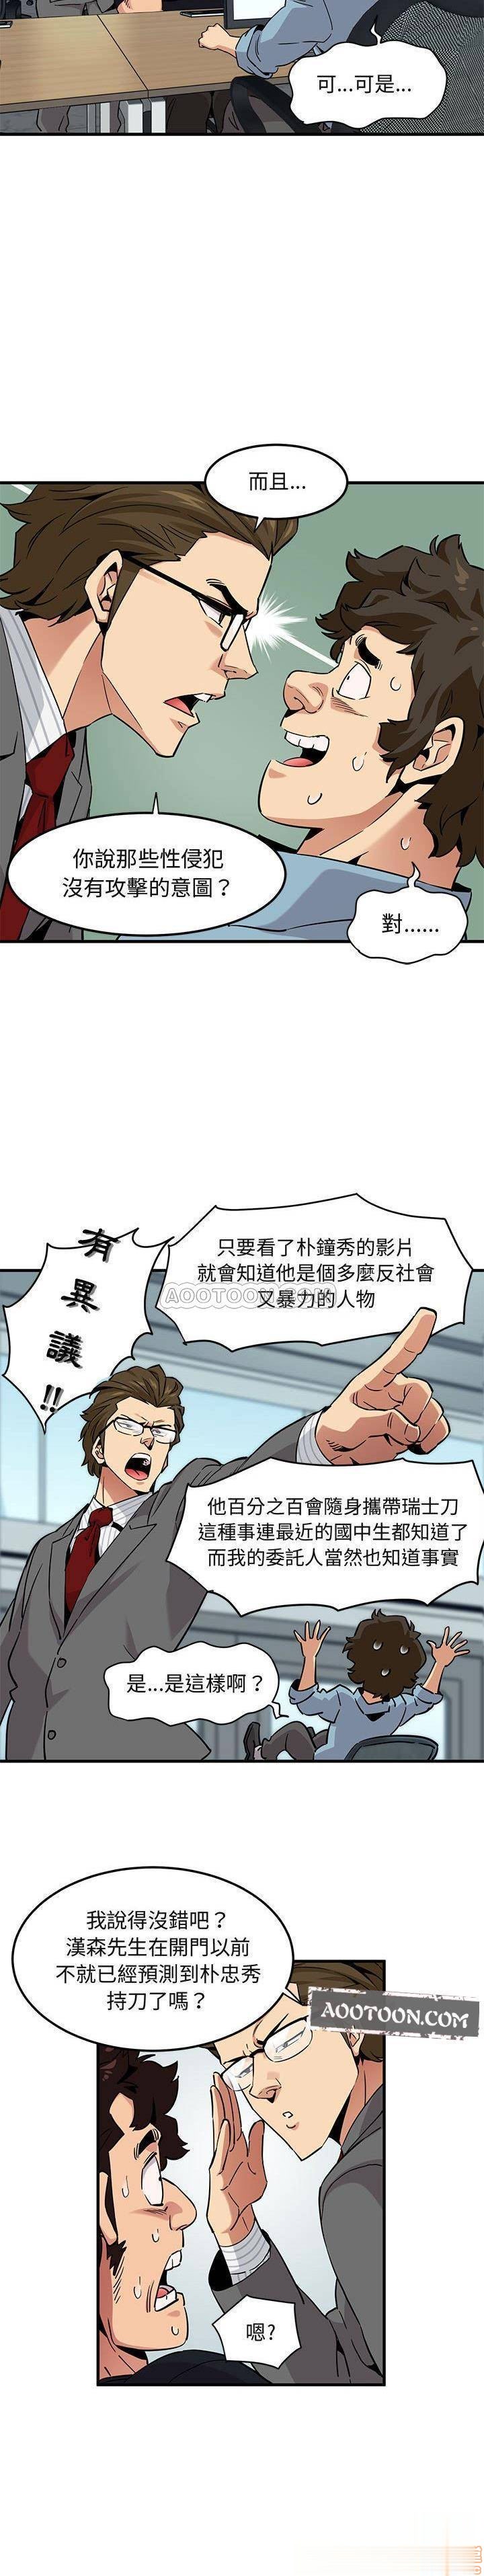 可...可是...
而且...
你說那些性侵犯
沒有攻擊的意圖？
對......
有異議!!
只要看了朴鐘秀的影片
就會知道他是個多麼反社會
又暴力的人物
AOOTOON.COM
他百分之百會隨身攜帶瑞士刀
這種事連最近的國中生都知道了
而我的委託人當然也知道事實
是...是這樣啊？
我說得沒錯吧？
漢森先生在開門以前
不就已經預測到朴忠秀
持刀了嗎？
AOOTOON.COM
嗯?